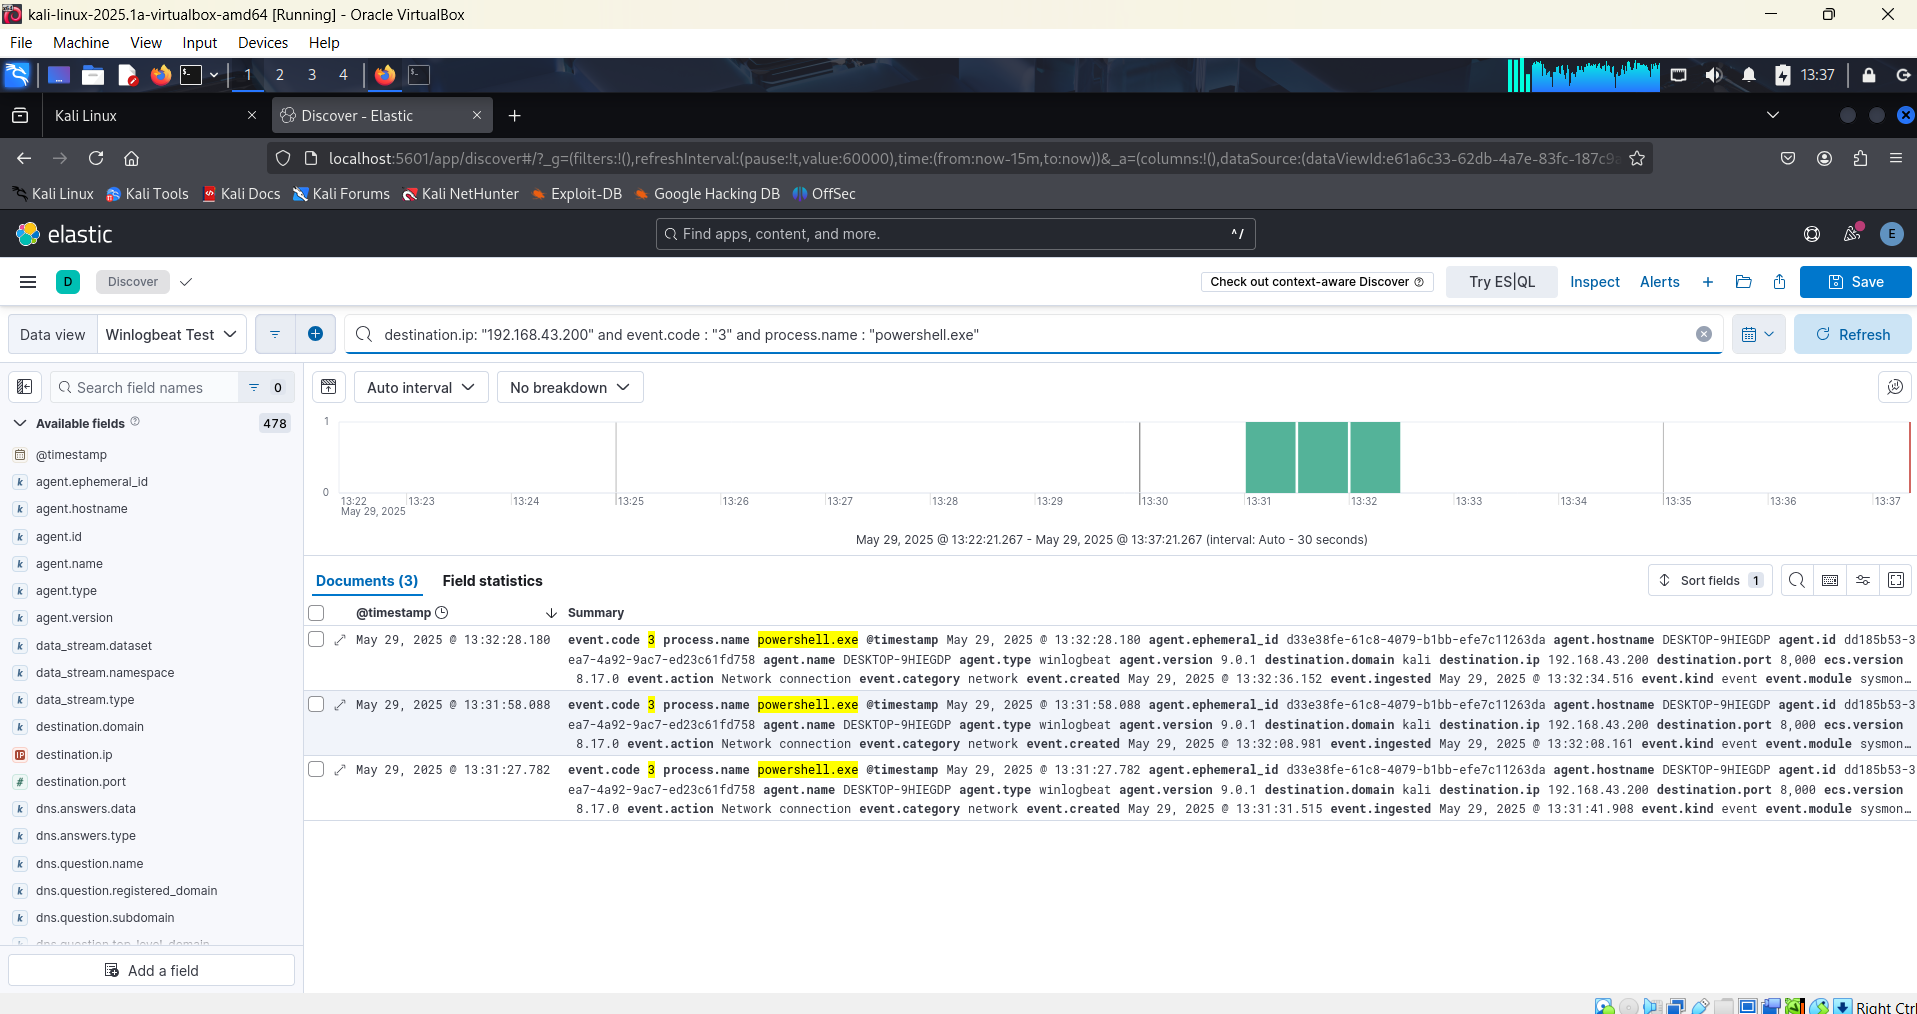 kali-linux-2025.1a-virtualbox-amd64 [Running] - Oracle VirtualBox
File Machine View Input Devices Help
1 2 3 4 13:37
Kali Linux Discover - Elastic
localhost:5601/app/discover#/?_g=(filters:!(),refreshInterval:(pause:!t,value:60000),time:(from:now-15m,to:now))&_a=(columns:!(),dataSource:(dataViewId:e61a6c33-62db-4a7e-83fc-187c9a
Kali Linux Kali Tools Kali Docs Kali Forums Kali NetHunter Exploit-DB Google Hacking DB OffSec
elastic Find apps, content, and more. ^/ E
D Discover Check out context-aware Discover Try ES|QL Inspect Alerts Save
Data view Winlogbeat Test destination.ip: "192.168.43.200" and event.code : "3" and process.name : "powershell.exe" Refresh
Search field names 0 Auto interval No breakdown
Available fields 478
@timestamp
agent.ephemeral_id
agent.hostname
agent.id
agent.name
agent.type
agent.version
data_stream.dataset
data_stream.namespace
data_stream.type
destination.domain
destination.ip
destination.port
dns.answers.data
dns.answers.type
dns.question.name
dns.question.registered_domain
dns.question.subdomain
dns.question.top_level_domain
Add a field
1
0
13:22 13:23 13:24 13:25 13:26 13:27 13:28 13:29 13:30 13:31 13:32 13:33 13:34 13:35 13:36 13:37
May 29, 2025
May 29, 2025 @ 13:22:21.267 - May 29, 2025 @ 13:37:21.267 (interval: Auto - 30 seconds)
Documents (3) Field statistics Sort fields 1
@timestamp Summary
May 29, 2025 @ 13:32:28.180 event.code 3 process.name powershell.exe @timestamp May 29, 2025 @ 13:32:28.180 agent.ephemeral_id d33e38fe-61c8-4079-b1bb-efe7c11263da agent.hostname DESKTOP-9HIEGDP agent.id dd185b53-3
ea7-4a92-9ac7-ed23c61fd758 agent.name DESKTOP-9HIEGDP agent.type winlogbeat agent.version 9.0.1 destination.domain kali destination.ip 192.168.43.200 destination.port 8,000 ecs.version
8.17.0 event.action Network connection event.category network event.created May 29, 2025 @ 13:32:36.152 event.ingested May 29, 2025 @ 13:32:34.516 event.kind event event.module sysmon…
May 29, 2025 @ 13:31:58.088 event.code 3 process.name powershell.exe @timestamp May 29, 2025 @ 13:31:58.088 agent.ephemeral_id d33e38fe-61c8-4079-b1bb-efe7c11263da agent.hostname DESKTOP-9HIEGDP agent.id dd185b53-3
ea7-4a92-9ac7-ed23c61fd758 agent.name DESKTOP-9HIEGDP agent.type winlogbeat agent.version 9.0.1 destination.domain kali destination.ip 192.168.43.200 destination.port 8,000 ecs.version
8.17.0 event.action Network connection event.category network event.created May 29, 2025 @ 13:32:08.981 event.ingested May 29, 2025 @ 13:32:08.161 event.kind event event.module sysmon…
May 29, 2025 @ 13:31:27.782 event.code 3 process.name powershell.exe @timestamp May 29, 2025 @ 13:31:27.782 agent.ephemeral_id d33e38fe-61c8-4079-b1bb-efe7c11263da agent.hostname DESKTOP-9HIEGDP agent.id dd185b53-3
ea7-4a92-9ac7-ed23c61fd758 agent.name DESKTOP-9HIEGDP agent.type winlogbeat agent.version 9.0.1 destination.domain kali destination.ip 192.168.43.200 destination.port 8,000 ecs.version
8.17.0 event.action Network connection event.category network event.created May 29, 2025 @ 13:31:31.515 event.ingested May 29, 2025 @ 13:31:41.908 event.kind event event.module sysmon…
Right Ctrl